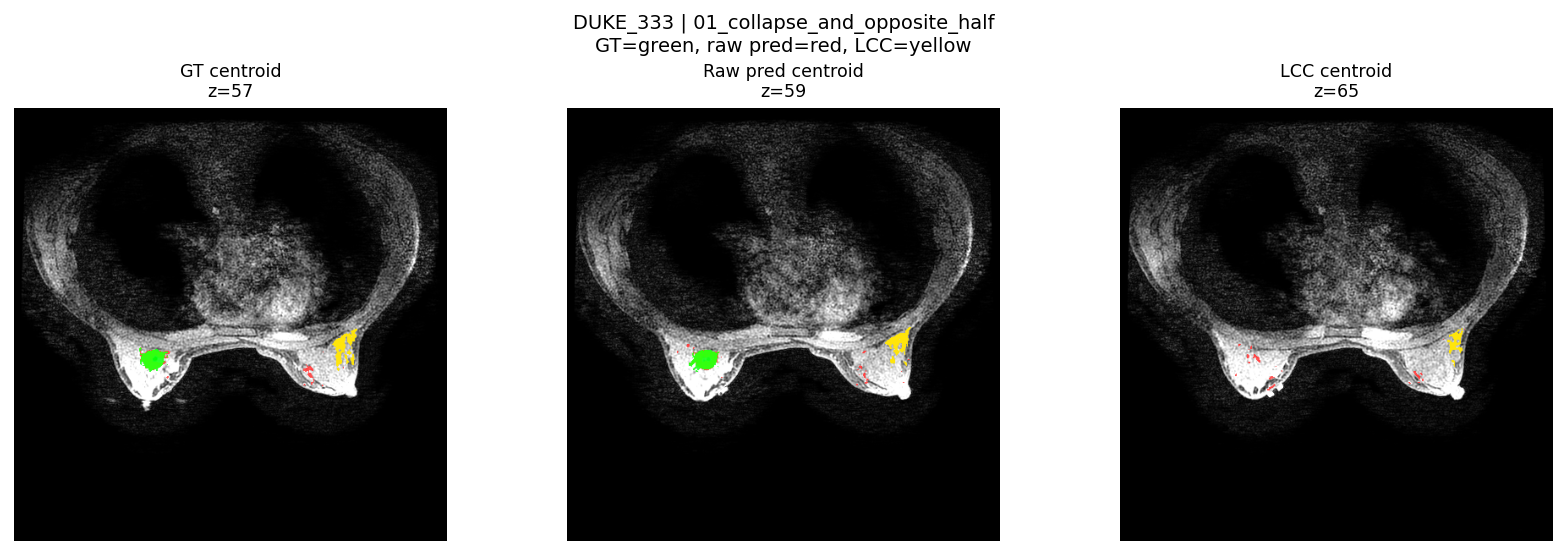 DUKE_333 | 01_collapse_and_opposite_half
GT=green, raw pred=red, LCC=yellow
GT centroid
z=57
Raw pred centroid
z=59
LCC centroid
z=65